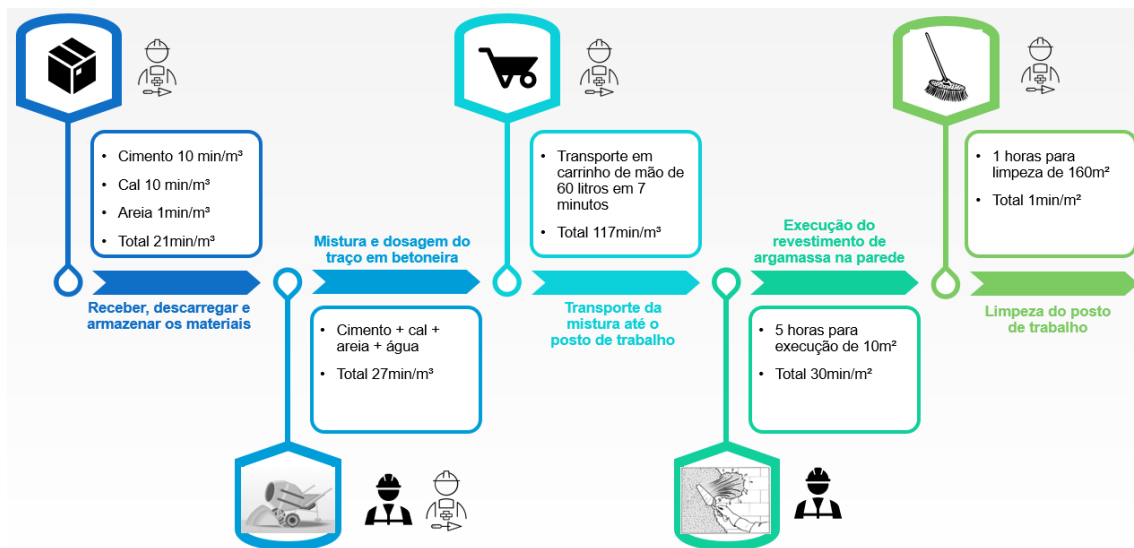 • Cimento 10 min/m³
• Cal 10 min/m³
• Areia 1min/m³
• Total 21min/m³
Receber, descarregar e
armazenar os materiais
Mistura e dosagem do
traço em betoneira
• Cimento + cal +
areia + água
• Total 27min/m³
• Transporte em
carrinho de mão de
60 litros em 7
minutos
• Total 117min/m³
Transporte da
mistura até o
posto de trabalho
Execução do
revestimento de
argamassa na parede
• 5 horas para
execução de 10m²
• Total 30min/m²
• 1 horas para
limpeza de 160m²
• Total 1min/m²
Limpeza do posto
de trabalho